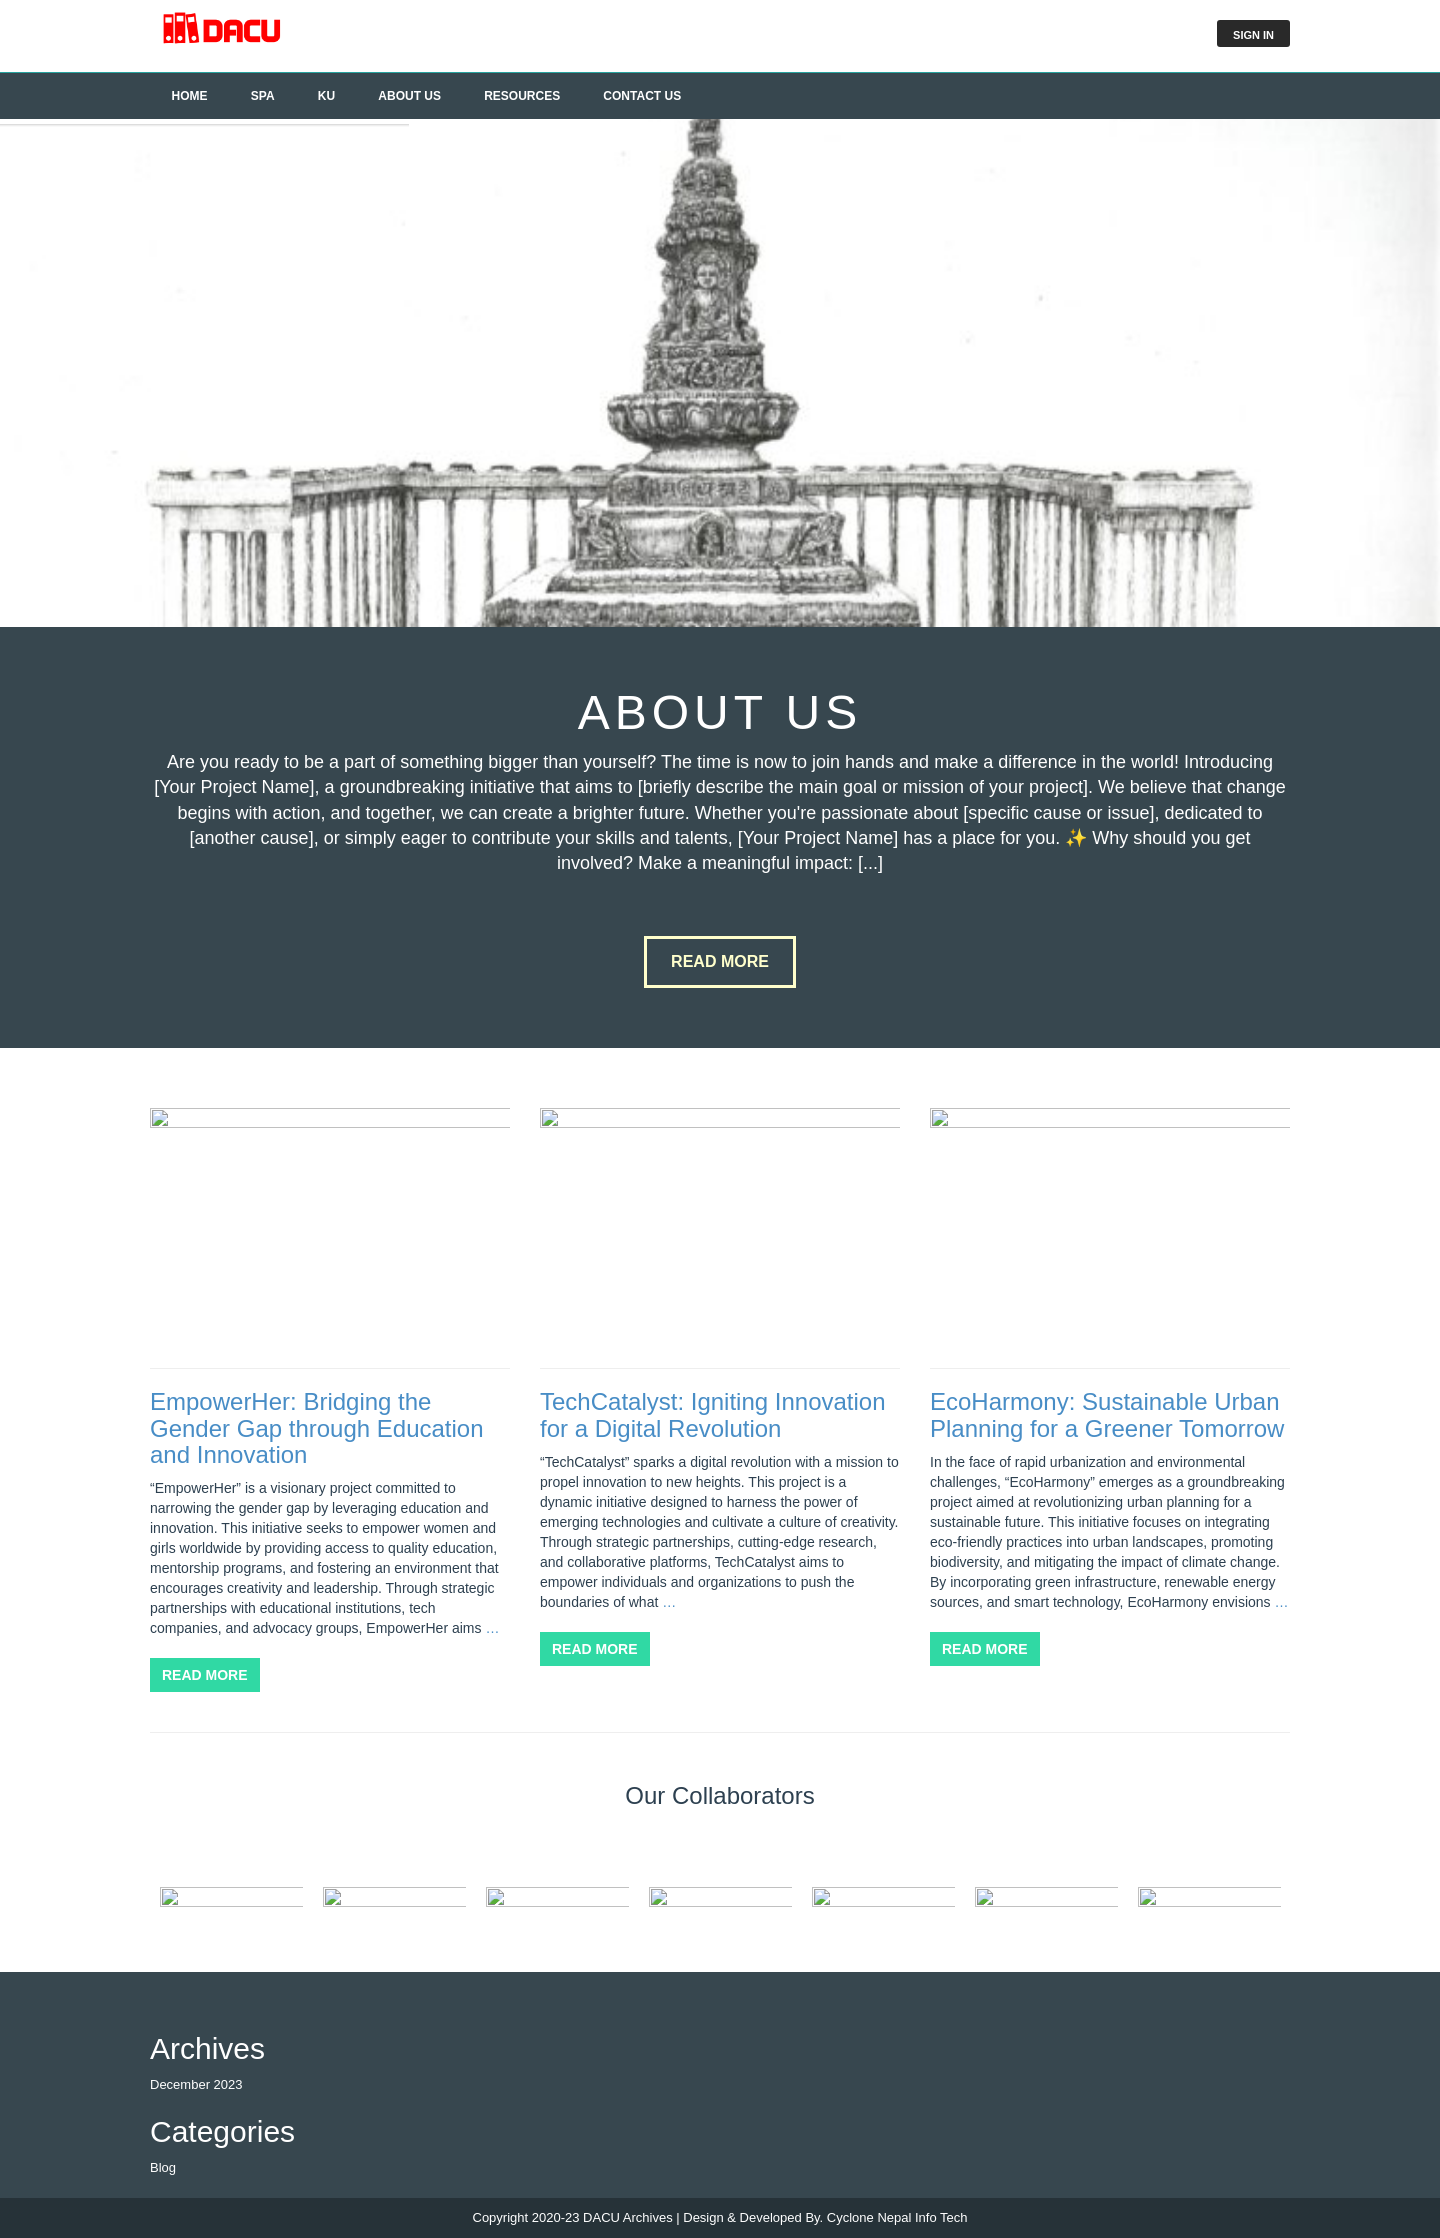 DACU
SIGN IN
HOME SPA KU ABOUT US RESOURCES CONTACT US
ABOUT US
Are you ready to be a part of something bigger than yourself? The time is now to join hands and make a difference in the world! Introducing
[Your Project Name], a groundbreaking initiative that aims to [briefly describe the main goal or mission of your project]. We believe that change
begins with action, and together, we can create a brighter future. Whether you're passionate about [specific cause or issue], dedicated to
[another cause], or simply eager to contribute your skills and talents, [Your Project Name] has a place for you. ✨ Why should you get
involved? Make a meaningful impact: [...]
READ MORE
EmpowerHer: Bridging the
Gender Gap through Education
and Innovation
“EmpowerHer” is a visionary project committed to
narrowing the gender gap by leveraging education and
innovation. This initiative seeks to empower women and
girls worldwide by providing access to quality education,
mentorship programs, and fostering an environment that
encourages creativity and leadership. Through strategic
partnerships with educational institutions, tech
companies, and advocacy groups, EmpowerHer aims …
READ MORE
TechCatalyst: Igniting Innovation
for a Digital Revolution
“TechCatalyst” sparks a digital revolution with a mission to
propel innovation to new heights. This project is a
dynamic initiative designed to harness the power of
emerging technologies and cultivate a culture of creativity.
Through strategic partnerships, cutting-edge research,
and collaborative platforms, TechCatalyst aims to
empower individuals and organizations to push the
boundaries of what …
READ MORE
EcoHarmony: Sustainable Urban
Planning for a Greener Tomorrow
In the face of rapid urbanization and environmental
challenges, “EcoHarmony” emerges as a groundbreaking
project aimed at revolutionizing urban planning for a
sustainable future. This initiative focuses on integrating
eco-friendly practices into urban landscapes, promoting
biodiversity, and mitigating the impact of climate change.
By incorporating green infrastructure, renewable energy
sources, and smart technology, EcoHarmony envisions …
READ MORE
Our Collaborators
Archives
December 2023
Categories
Blog
Copyright 2020-23 DACU Archives | Design & Developed By. Cyclone Nepal Info Tech